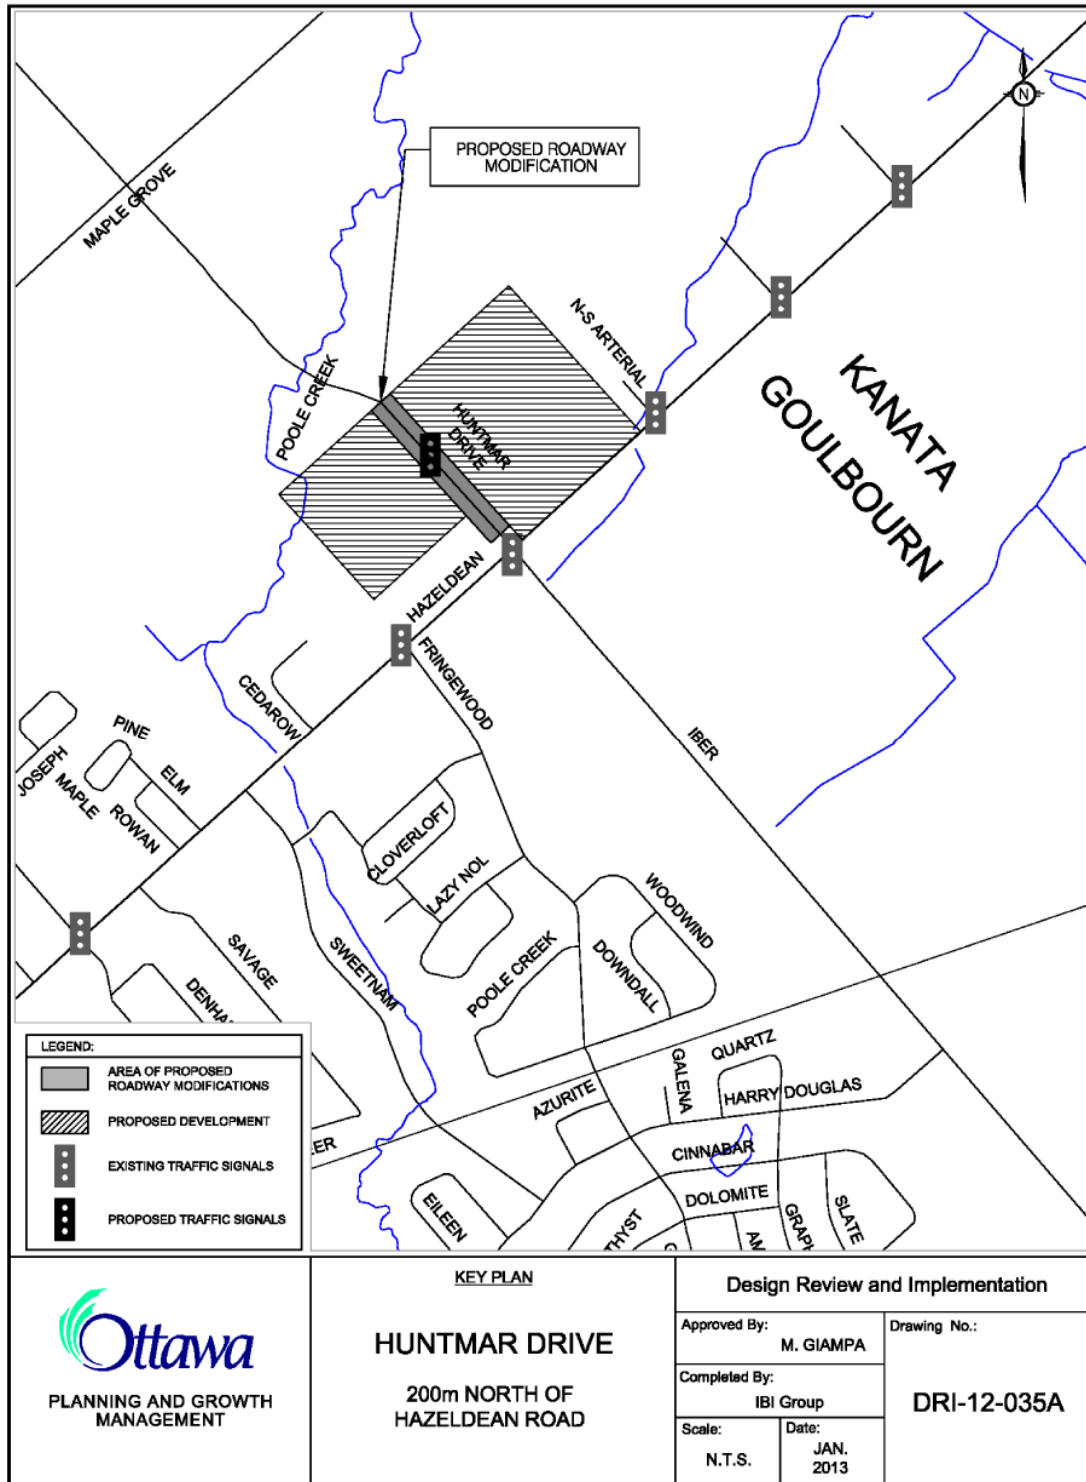 PROPOSED ROADWAY
MODIFICATION
N
MAPLE GROVE
N-S ARTERIAL
POOLE CREEK
HUNTMAR
DRIVE
KANATA
GOULBOURN
HAZELDEAN
FRINGEWOOD
CEDAROW
IBER
PINE
JOSEPH
MAPLE
ELM
ROWAN
CLOVERLOFT
LAZY NOL
WOODWIND
SAVAGE
SWEETNAM
POOLE CREEK
DOWNDALL
DENHA
QUARTZ
GALENA
HARRY DOUGLAS
AZURITE
CINNABAR
DOLOMITE
EILEEN
THYST
AM
GRAPH
SLATE
LEGEND:
AREA OF PROPOSED
ROADWAY MODIFICATIONS
PROPOSED DEVELOPMENT
EXISTING TRAFFIC SIGNALS
PROPOSED TRAFFIC SIGNALS
Ottawa
PLANNING AND GROWTH
MANAGEMENT
KEY PLAN
HUNTMAR DRIVE
200m NORTH OF
HAZELDEAN ROAD
Design Review and Implementation
Approved By:
M. GIAMPA
Completed By:
IBI Group
Scale:
N.T.S.
Date:
JAN.
2013
Drawing No.:
DRI-12-035A